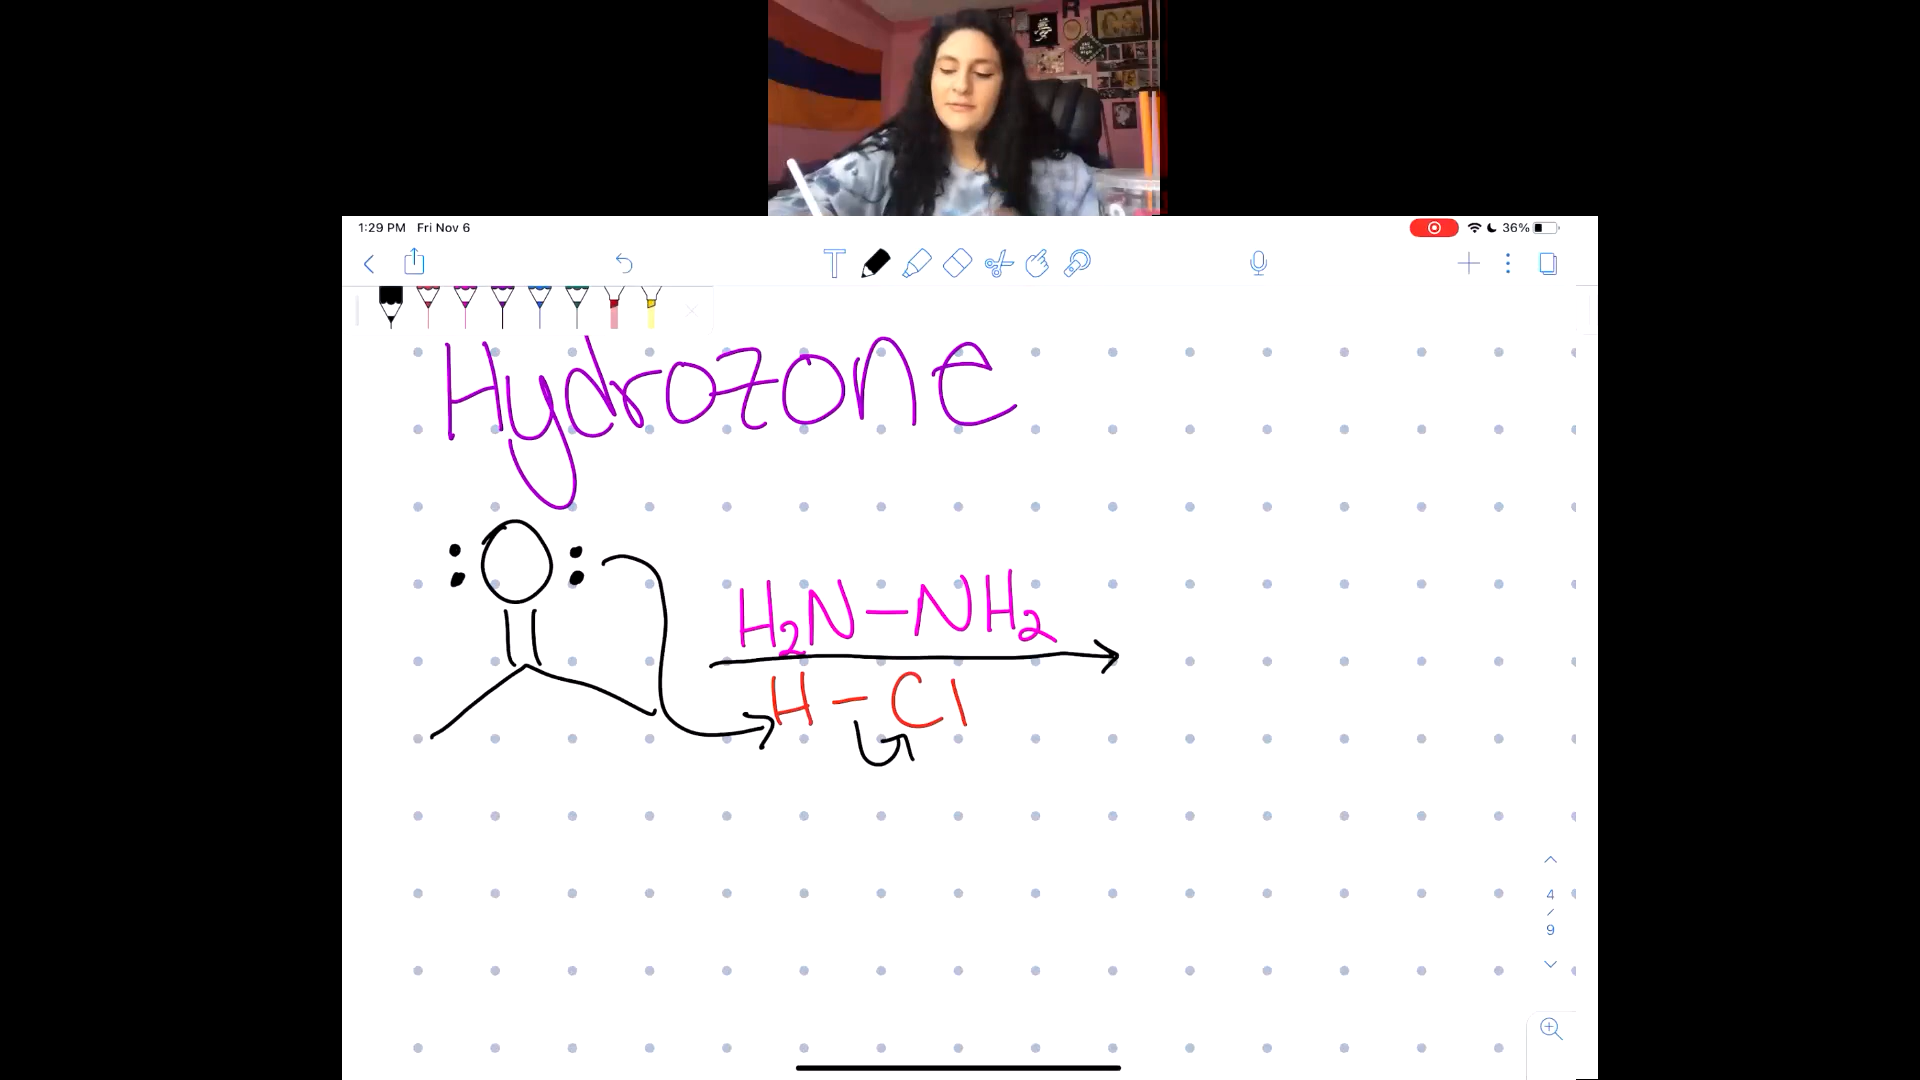 R
1:29 PM Fri Nov 6
36%
T
Hydrozone
O
H₂N-NH₂
H-Cl
4
/
9